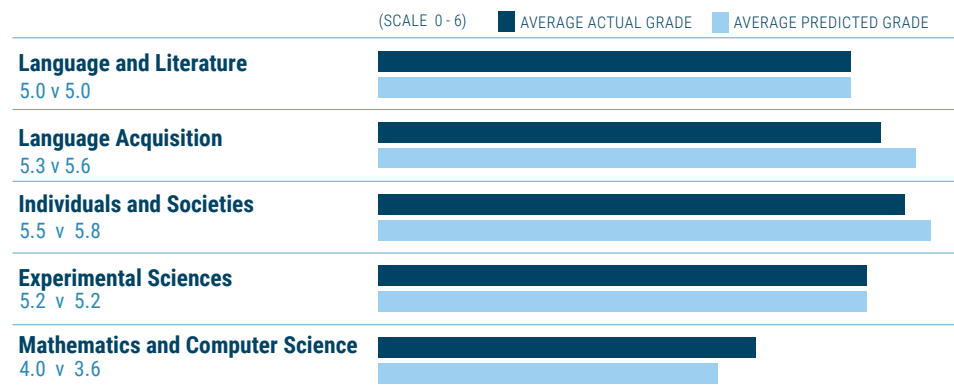 (SCALE 0 - 6) AVERAGE ACTUAL GRADE AVERAGE PREDICTED GRADE
Language and Literature
5.0 v 5.0
Language Acquisition
5.3 v 5.6
Individuals and Societies
5.5 v 5.8
Experimental Sciences
5.2 v 5.2
Mathematics and Computer Science
4.0 v 3.6